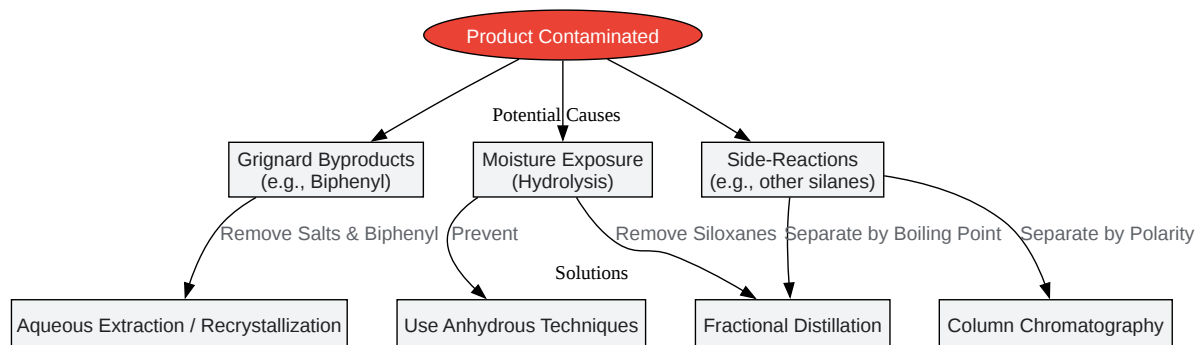 Product Contaminated
Potential Causes
Grignard Byproducts
(e.g., Biphenyl)
Moisture Exposure
(Hydrolysis)
Side-Reactions
(e.g., other silanes)
Remove Salts & Biphenyl
Prevent
Remove Siloxanes
Separate by Boiling Point
Separate by Polarity
Solutions
Aqueous Extraction / Recrystallization
Use Anhydrous Techniques
Fractional Distillation
Column Chromatography